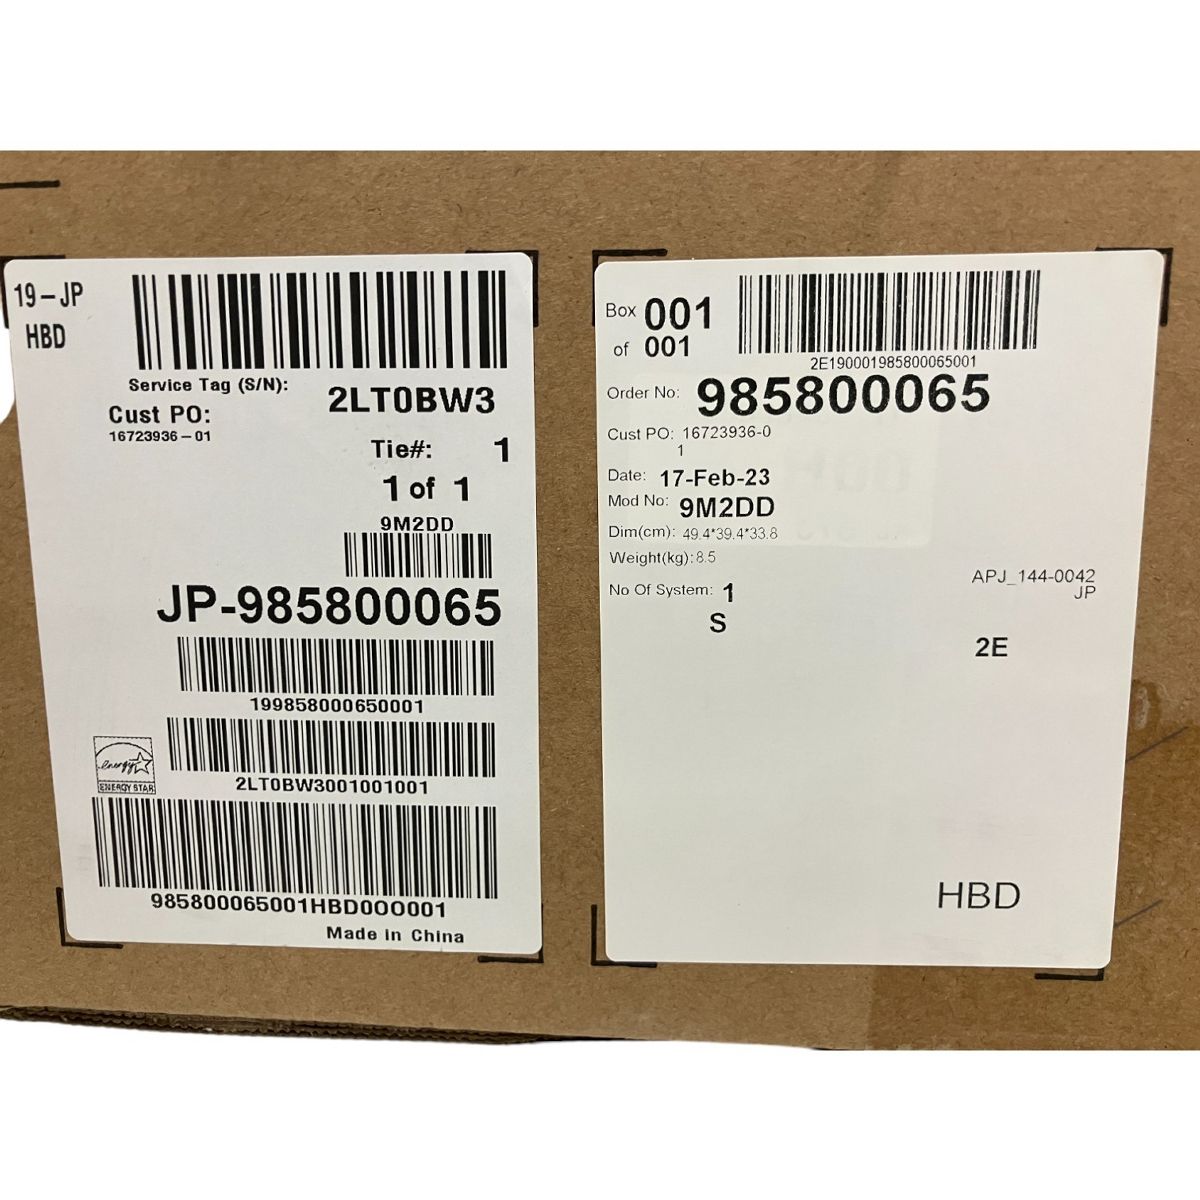 19-JP
HBD
Service Tag (S/N):
2LT0BW3
Cust PO:
16723936-01
Tie#: 1
1 of 1
9M2DD
JP-985800065
199858000650001
2LT0BW3001001001
energy
ENERGY STAR
985800065001HBD000001
Made in China
Box 001
of 001
2E190001985800065001
Order No: 985800065
Cust PO: 16723936-0
1
Date: 17-Feb-23
Mod No: 9M2DD
Dim(cm): 49.4*39.4*33.8
Weight(kg):8.5
No Of System: 1
S
APJ_144-0042
JP
2E
HBD